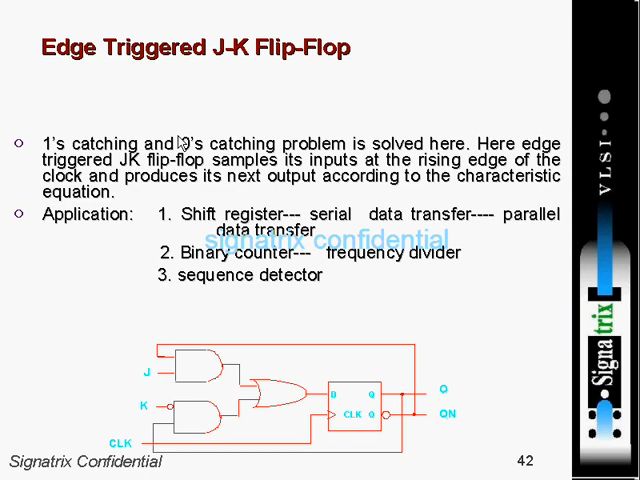 Edge Triggered J-K Flip-Flop
1's catching and 0's catching problem is solved here. Here edge
triggered JK flip-flop samples its inputs at the rising edge of the
clock and produces its next output according to the characteristic
equation.
Application: 1. Shift register--- serial data transfer---- parallel
data transfer
signatrix confidential
2. Binary counter--- frequency divider
3. sequence detector
J
K
CLK
D Q
CLK Q
O
QN
Signatrix Confidential
42
VLSI
Signatrix